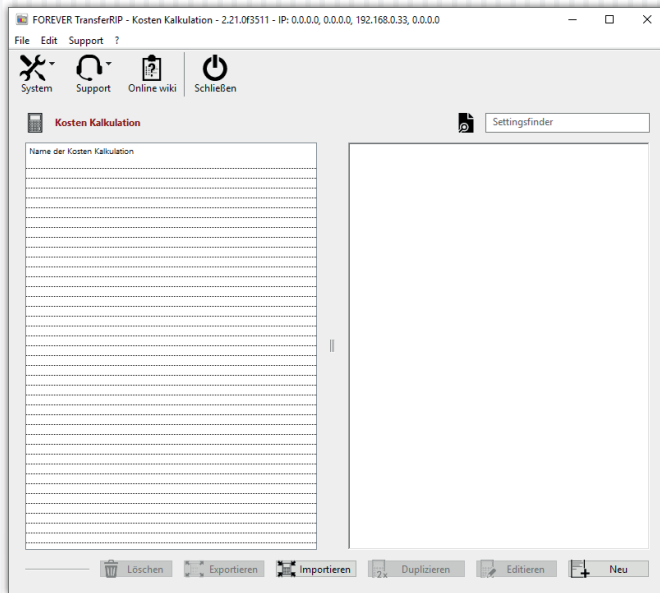 FOREVER TransferRIP - Kosten Kalkulation - 2.21.0f3511 - IP: 0.0.0.0, 0.0.0.0, 192.168.0.33, 0.0.0.0
File Edit Support ?
System Support Online wiki Schließen
Kosten Kalkulation Settingsfinder
Name der Kosten Kalkulation
Löschen Exportieren Importieren 2x Duplizieren Editieren Neu